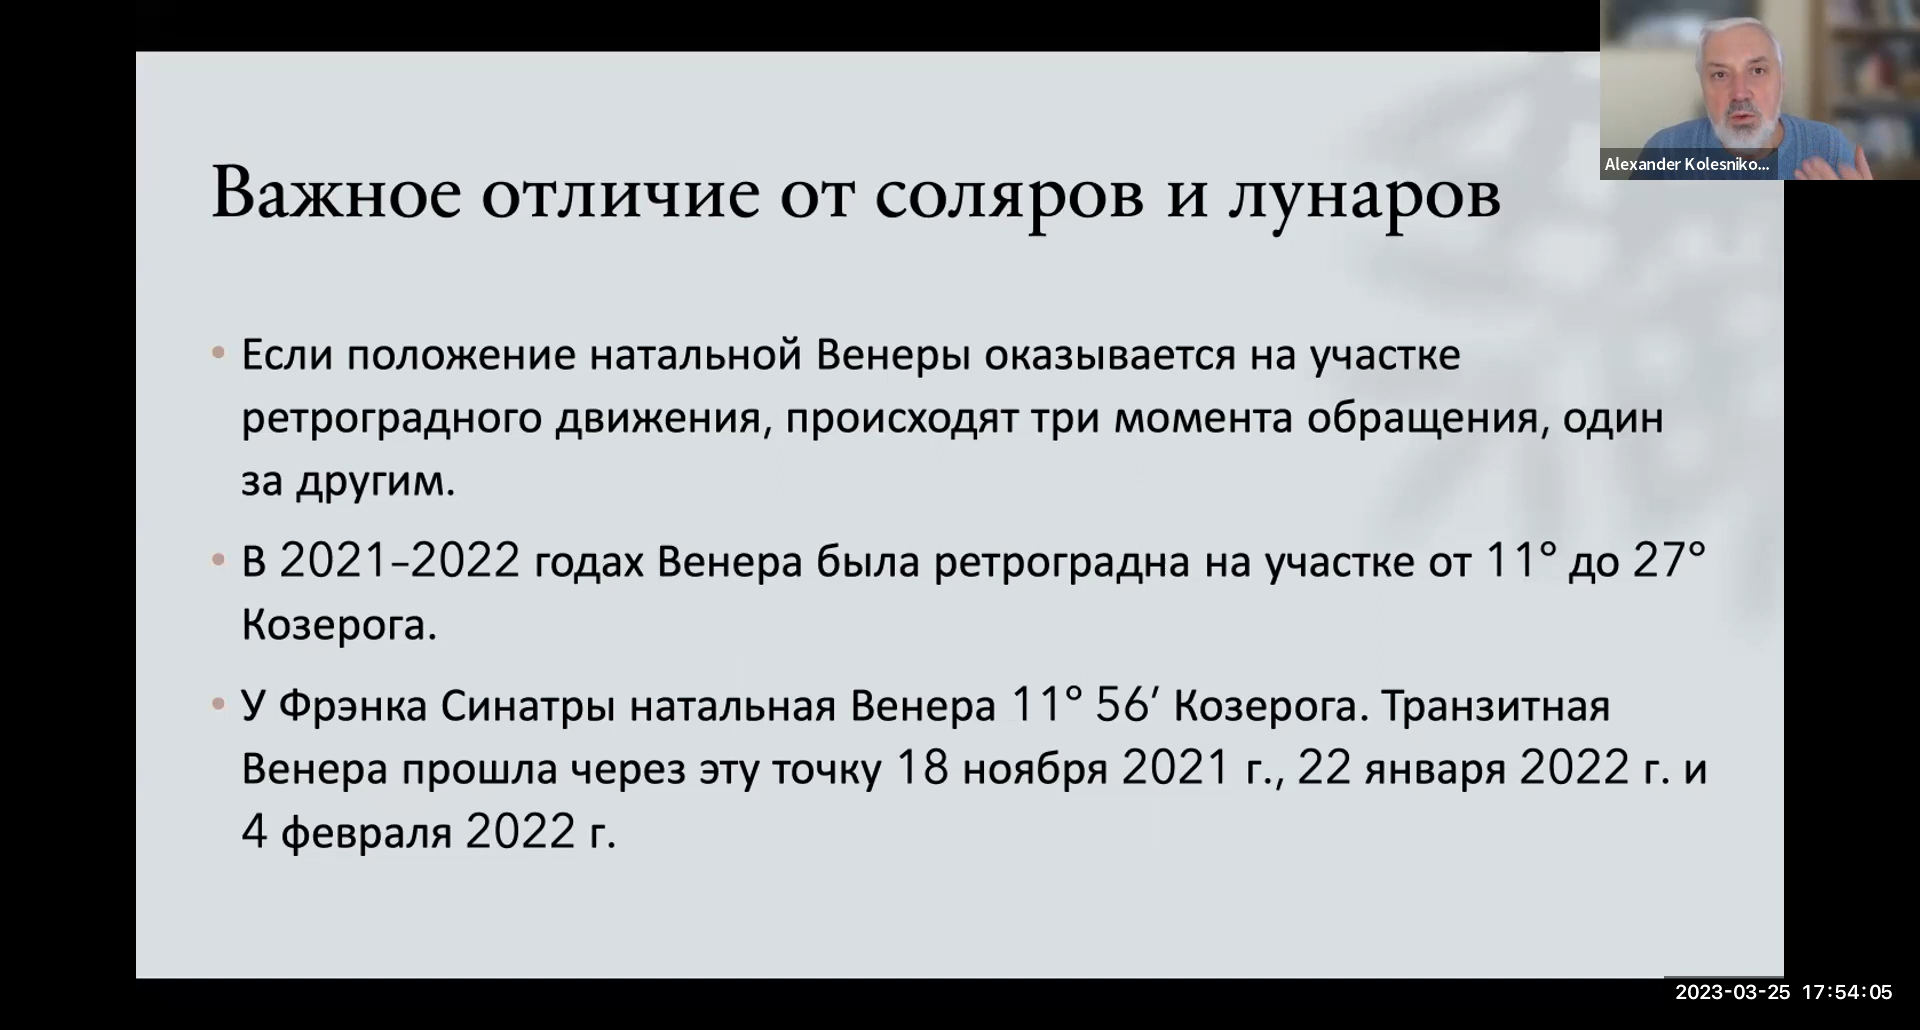 Важное отличие от соляров и лунаров
• Если положение натальной Венеры оказывается на участке
ретроградного движения, происходят три момента обращения, один
за другим.
• В 2021–2022 годах Венера была ретроградна на участке от 11° до 27°
Козерога.
• У Фрэнка Синатры натальная Венера 11° 56′ Козерога. Транзитная
Венера прошла через эту точку 18 ноября 2021 г., 22 января 2022 г. и
4 февраля 2022 г.
Alexander Kolesniko...
2023-03-25 17:54:05